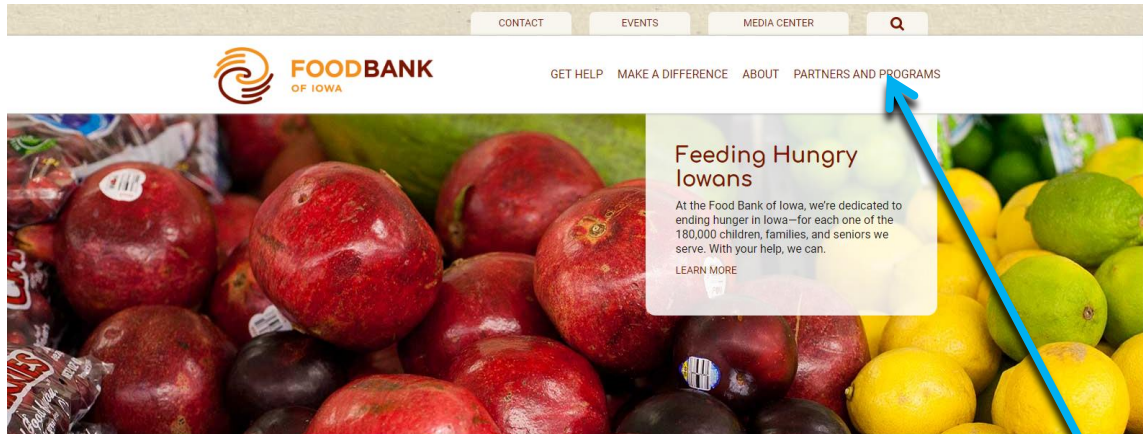 CONTACT
EVENTS
MEDIA CENTER
FOODBANK
OF IOWA
GET HELP
MAKE A DIFFERENCE
ABOUT
PARTNERS AND PROGRAMS
Feeding Hungry
Iowans
At the Food Bank of Iowa, we're dedicated to
ending hunger in Iowa—for each one of the
180,000 children, families, and seniors we
serve. With your help, we can.
LEARN MORE